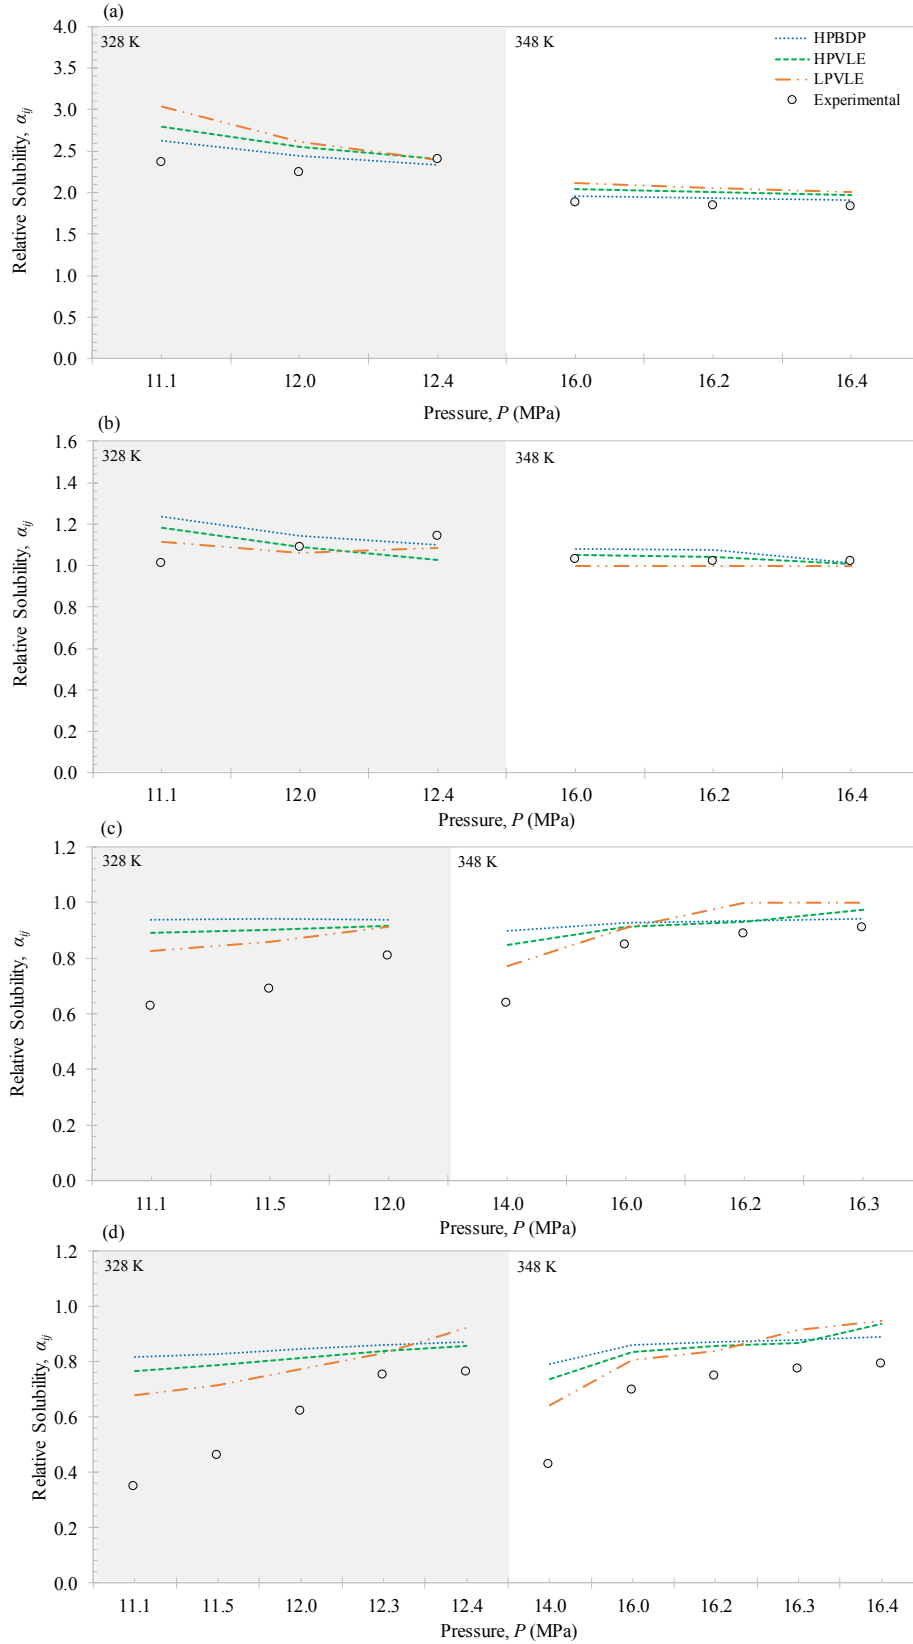 (a)
4.0
328 K
348 K
HPBDP
3.5
HPVLE
LPVLE
3.0
Experimental
2.5
2.0
1.5
1.0
0.5
0.0
Relative Solubility, αij
11.1
12.0
12.4
16.0
16.2
16.4
Pressure, P (MPa)
(b)
1.6
328 K
348 K
1.4
1.2
1.0
0.8
0.6
0.4
0.2
0.0
Relative Solubility, αij
11.1
12.0
12.4
16.0
16.2
16.4
Pressure, P (MPa)
(c)
1.2
328 K
348 K
1.0
0.8
0.6
0.4
0.2
0.0
Relative Solubility, αij
11.1
11.5
12.0
14.0
16.0
16.2
16.3
Pressure, P (MPa)
(d)
1.2
328 K
348 K
1.0
0.8
0.6
0.4
0.2
0.0
Relative Solubility, αij
11.1
11.5
12.0
12.3
12.4
14.0
16.0
16.2
16.3
16.4
Pressure, P (MPa)